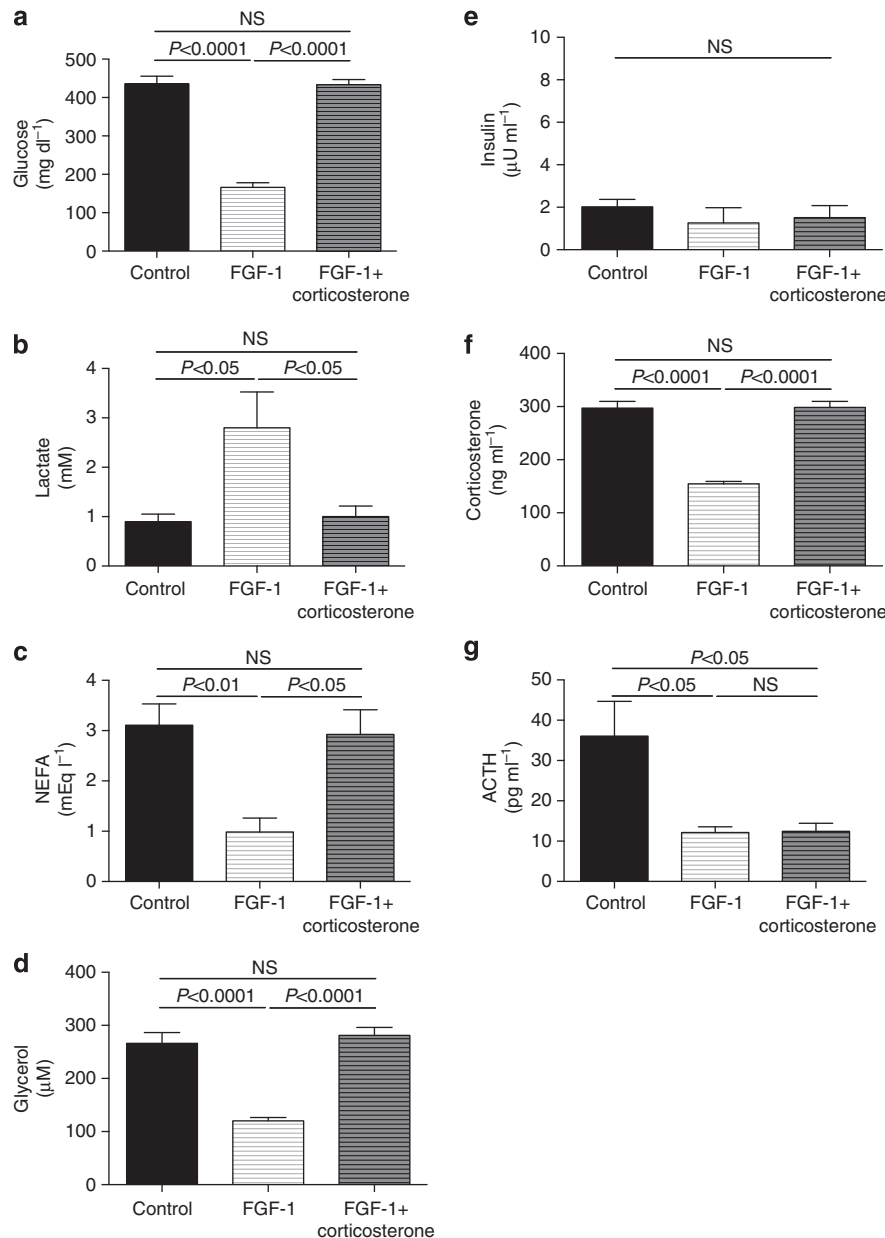 a
NS
P<0.0001 P<0.0001
500
400
300
200
100
0
Glucose
(mg dl⁻¹)
Control FGF-1 FGF-1+
corticosterone
b
NS
P<0.05 P<0.05
4
3
2
1
0
Lactate
(mM)
Control FGF-1 FGF-1+
corticosterone
c
NS
P<0.01 P<0.05
4
3
2
1
0
NEFA
(mEq l⁻¹)
Control FGF-1 FGF-1+
corticosterone
d
NS
P<0.0001 P<0.0001
400
300
200
100
0
Glycerol
(μM)
Control FGF-1 FGF-1+
corticosterone
e
NS
10
8
6
4
2
0
Insulin
(μU ml⁻¹)
Control FGF-1 FGF-1+
corticosterone
f
NS
P<0.0001 P<0.0001
400
300
200
100
0
Corticosterone
(ng ml⁻¹)
Control FGF-1 FGF-1+
corticosterone
g
P<0.05
P<0.05 NS
50
40
30
20
10
0
ACTH
(pg ml⁻¹)
Control FGF-1 FGF-1+
corticosterone